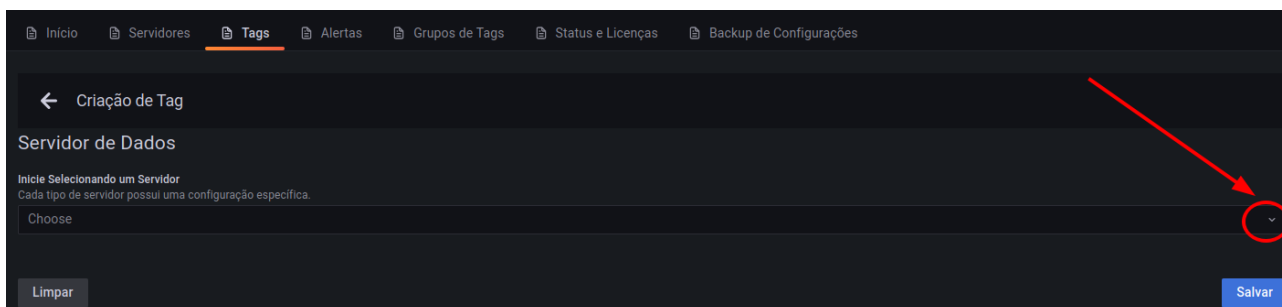 Início Servidores Tags Alertas Grupos de Tags Status e Licenças Backup de Configurações
Criação de Tag
Servidor de Dados
Inicie Selecionando um Servidor
Cada tipo de servidor possui uma configuração específica.
Choose
Limpar Salvar